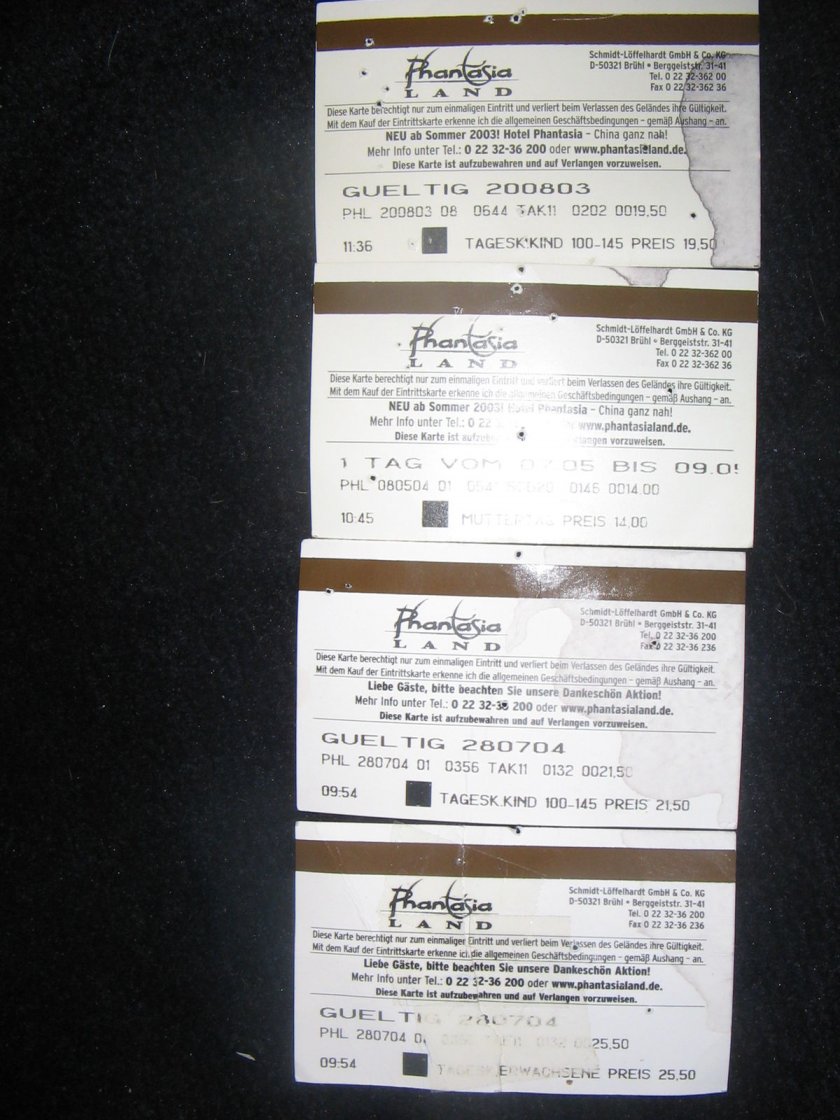 Phantasia
LAND
Schmidt-Löffelhardt GmbH & Co. KG
D-50321 Brühl • Berggeiststr. 31-41
Tel. 0 22 32-362 00
Fax 0 22 32-362 36
Diese Karte berechtigt nur zum einmaligen Eintritt und verliert beim Verlassen des Geländes ihre Gültigkeit.
Mit dem Kauf der Eintrittskarte erkenne ich die allgemeinen Geschäftsbedingungen - gemäß Aushang - an.
NEU ab Sommer 2003! Hotel Phantasia - China ganz nah!
Mehr Info unter Tel.: 0 22 32-36 200 oder www.phantasialand.de.
Diese Karte ist aufzubewahren und auf Verlangen vorzuweisen.
GUELTIG 200803
PHL 200803 08 0644 TAK11 0202 0019,50
11:36 TAGESK.KIND 100-145 PREIS 19,50
Phantasia
LAND
Schmidt-Löffelhardt GmbH & Co. KG
D-50321 Brühl • Berggeiststr. 31-41
Tel. 0 22 32-362 00
Fax 0 22 32-362 36
Diese Karte berechtigt nur zum einmaligen Eintritt und verliert beim Verlassen des Geländes ihre Gültigkeit.
Mit dem Kauf der Eintrittskarte erkenne ich die allgemeinen Geschäftsbedingungen - gemäß Aushang - an.
NEU ab Sommer 2003! Hotel Phantasia - China ganz nah!
Mehr Info unter Tel.: 0 22 www.phantasialand.de.
Diese Karte ist vorzuweisen.
1 TAG VOM BIS 09.0
PHL 080504 01 0146 0014,00
10:45 MUTTERTAG PREIS 14,00
Phantasia
LAND
Schmidt-Löffelhardt GmbH & Co. KG
D-50321 Brühl • Berggeiststr. 31-41
Tel. 0 22 32-36 200
Fax 0 22 32-36 236
Diese Karte berechtigt nur zum einmaligen Eintritt und verliert beim Verlassen des Geländes ihre Gültigkeit.
Mit dem Kauf der Eintrittskarte erkenne ich die allgemeinen Geschäftsbedingungen - gemäß Aushang - an.
Liebe Gäste, bitte beachten Sie unsere Dankeschön Aktion!
Mehr Info unter Tel.: 0 22 32-36 200 oder www.phantasialand.de.
Diese Karte ist aufzubewahren und auf Verlangen vorzuweisen.
GUELTIG 280704
PHL 280704 01 0356 TAK11 0132 0021,50
09:54 TAGESK.KIND 100-145 PREIS 21,50
Phantasia
LAND
Schmidt-Löffelhardt GmbH & Co. KG
D-50321 Brühl • Berggeiststr. 31-41
Tel. 0 22 32-36 200
Fax 0 22 32-36 236
Diese Karte berechtigt nur zum einmaligen Eintritt und verliert beim Verlassen des Geländes ihre Gültigkeit.
Mit dem Kauf der Eintrittskarte erkenne ich die allgemeinen Geschäftsbedingungen - gemäß Aushang - an.
Liebe Gäste, bitte beachten Sie unsere Dankeschön Aktion!
Mehr Info unter Tel.: 0 22 32-36 200 oder www.phantasialand.de.
Diese Karte ist aufzubewahren und auf Verlangen vorzuweisen.
GUELTIG 280704
PHL 280704 0132 0025,50
09:54 TAGESK.ERWACHSENE PREIS 25,50